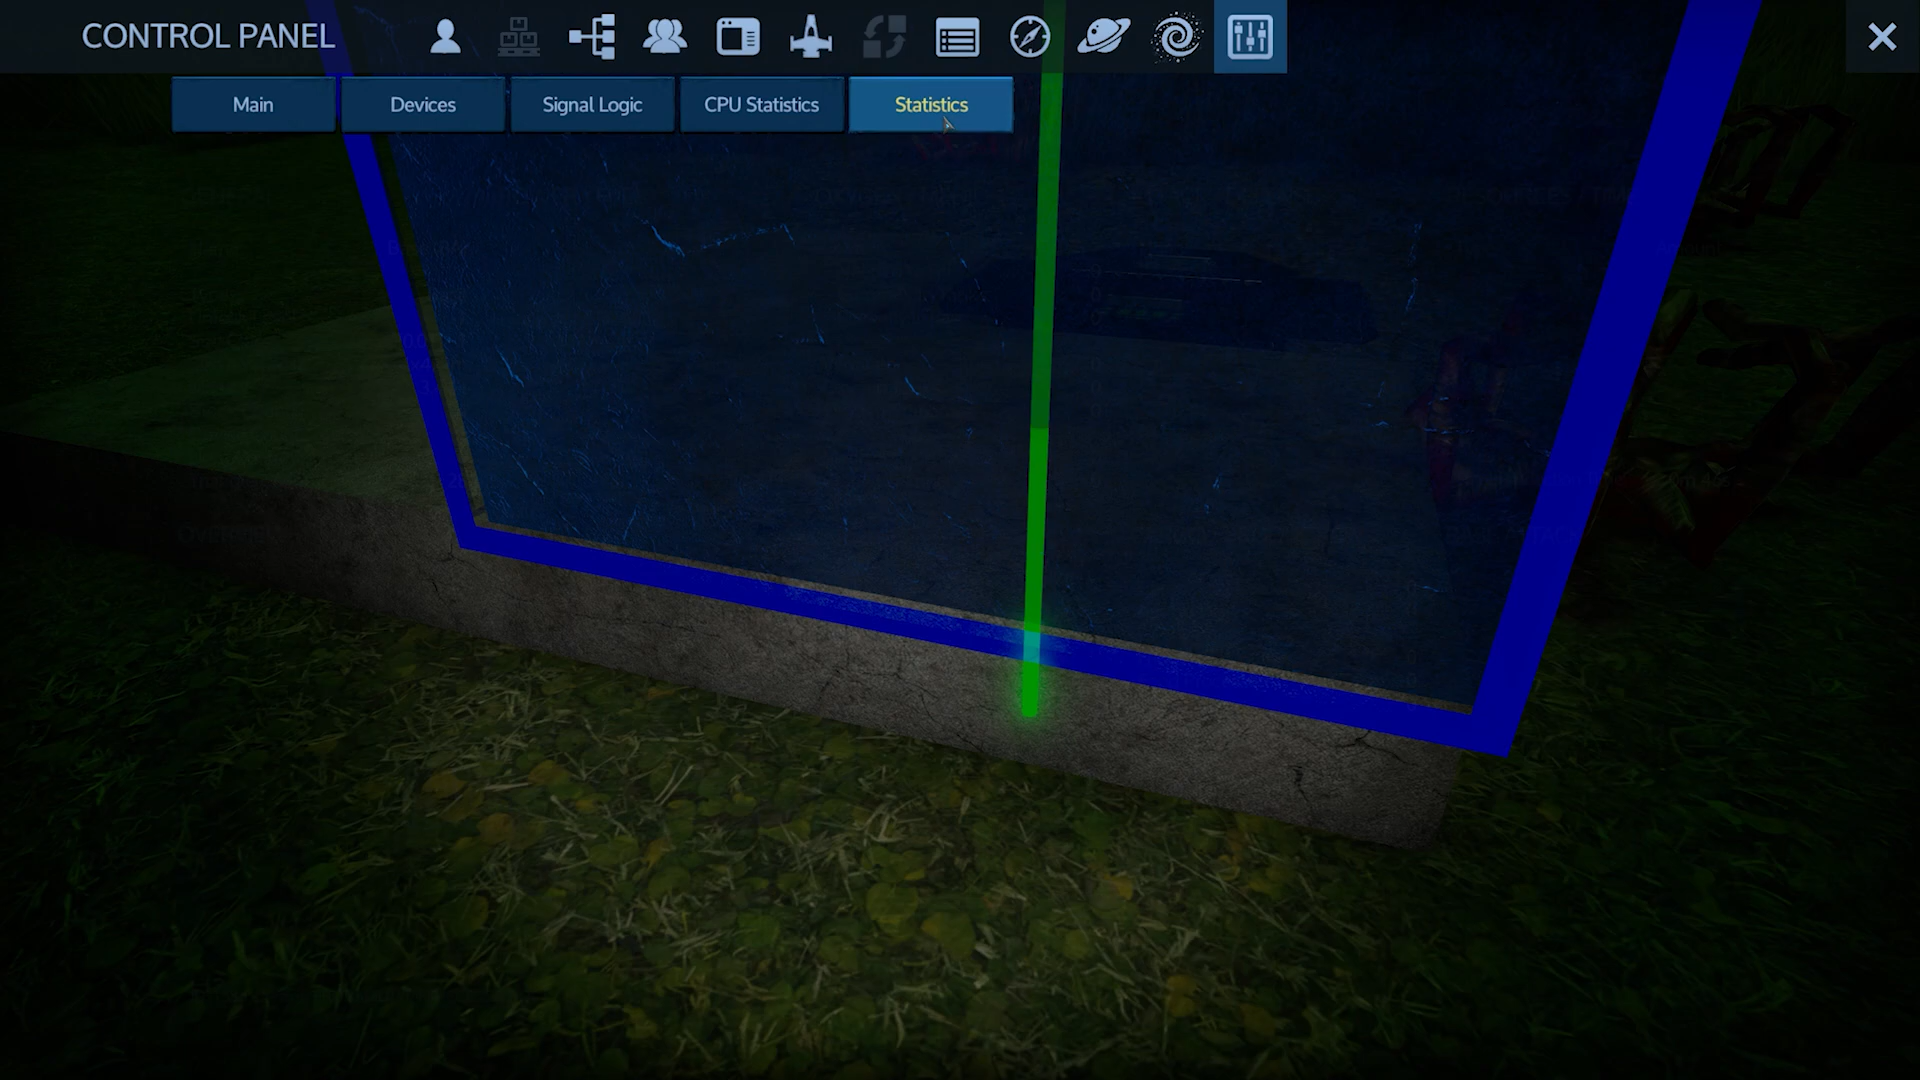 CONTROL PANEL
Main
Devices
Signal Logic
CPU Statistics
Statistics